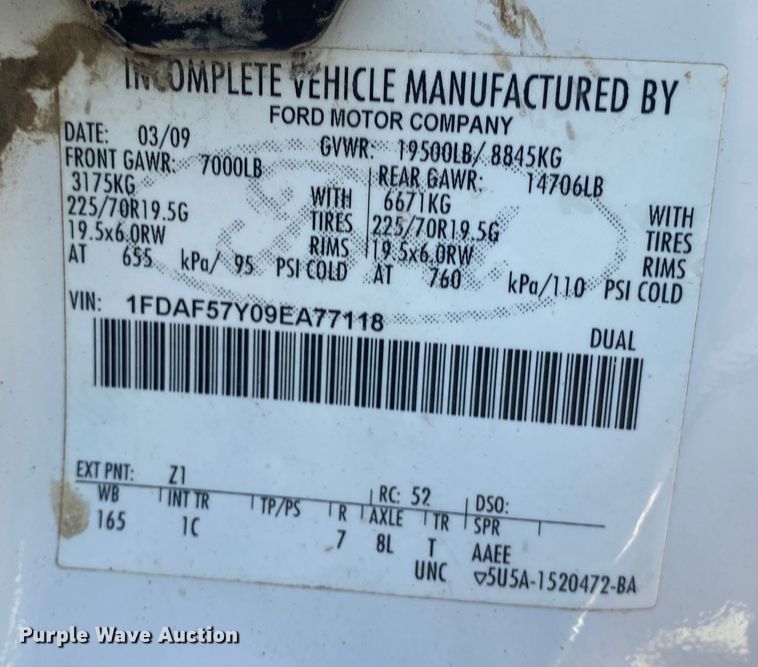 INCOMPLETE VEHICLE MANUFACTURED BY
FORD MOTOR COMPANY
DATE: 03/09 GVWR: 19500LB/ 8845KG
FRONT GAWR: 7000LB REAR GAWR: 14706LB
3175KG WITH 6671KG WITH
225/70R19.5G TIRES 225/70R19.5G TIRES
19.5x6.0RW RIMS 19.5x6.0RW RIMS
AT 655 kPa/ 95 PSI COLD AT 760 kPa/110 PSI COLD
VIN: 1FDAF57Y09EA77118
DUAL
EXT PNT: Z1 RC: 52 DSO:
WB INT TR TP/PS R AXLE TR SPR
165 1C 7 8L T AAEE
UNC ▽5U5A-1520472-BA
Purple Wave Auction